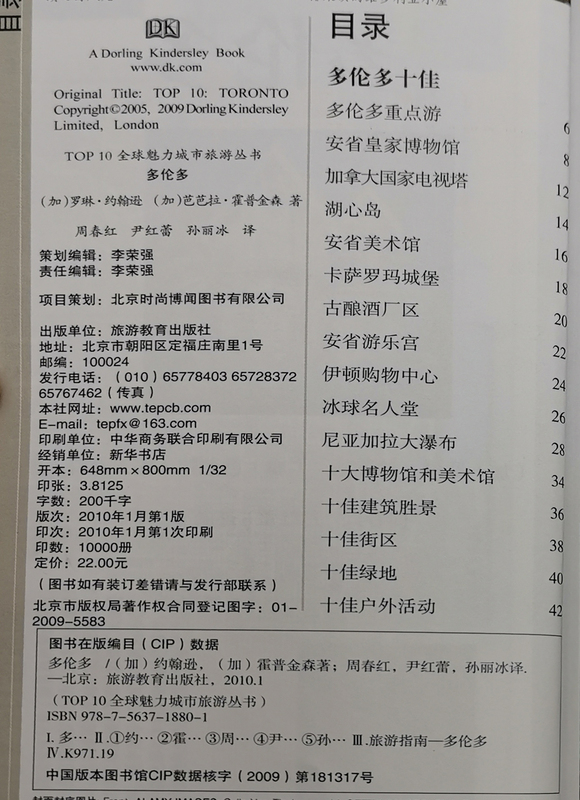 DK
A Dorling Kindersley Book
www.dk.com
Original Title: TOP 10: TORONTO
Copyright©2005, 2009 Dorling Kindersley
Limited, London
TOP 10 全球魅力城市旅游丛书
多伦多
(加)罗琳·约翰逊 (加)芭芭拉·霍普金森 著
周春红 尹红蕾 孙丽冰 译
策划编辑：李荣强
责任编辑：李荣强
项目策划：北京时尚博闻图书有限公司
出版单位：旅游教育出版社
地址：北京市朝阳区定福庄南里1号
邮编：100024
发行电话：（010）65778403 65728372
65767462（传真）
本社网址：www.tepcb.com
E-mail：tepfx@163.com
印刷单位：中华商务联合印刷有限公司
经销单位：新华书店
开本：648mm×800mm 1/32
印张：3.8125
字数：200千字
版次：2010年1月第1版
印次：2010年1月第1次印刷
印数：10000册
定价：22.00元
（图书如有装订差错请与发行部联系）
北京市版权局著作权合同登记图字：01-
2009-5583
目录
多伦多十佳
多伦多重点游 6
安省皇家博物馆 8
加拿大国家电视塔 12
湖心岛 14
安省美术馆 16
卡萨罗玛城堡 18
古酿酒厂区 20
安省游乐宫 22
伊顿购物中心 24
冰球名人堂 26
尼亚加拉大瀑布 28
十大博物馆和美术馆 34
十佳建筑胜景 36
十佳街区 38
十佳绿地 40
十佳户外活动 42
图书在版编目（CIP）数据
多伦多 /（加）约翰逊，（加）霍普金森著；周春红，尹红蕾，孙丽冰译.
—北京：旅游教育出版社，2010.1
（TOP 10 全球魅力城市旅游丛书）
ISBN 978-7-5637-1880-1
Ⅰ.多… Ⅱ.①约… ②霍… ③周… ④尹… ⑤孙… Ⅲ.旅游指南—多伦多
Ⅳ.K971.19
中国版本图书馆CIP数据核字（2009）第181317号